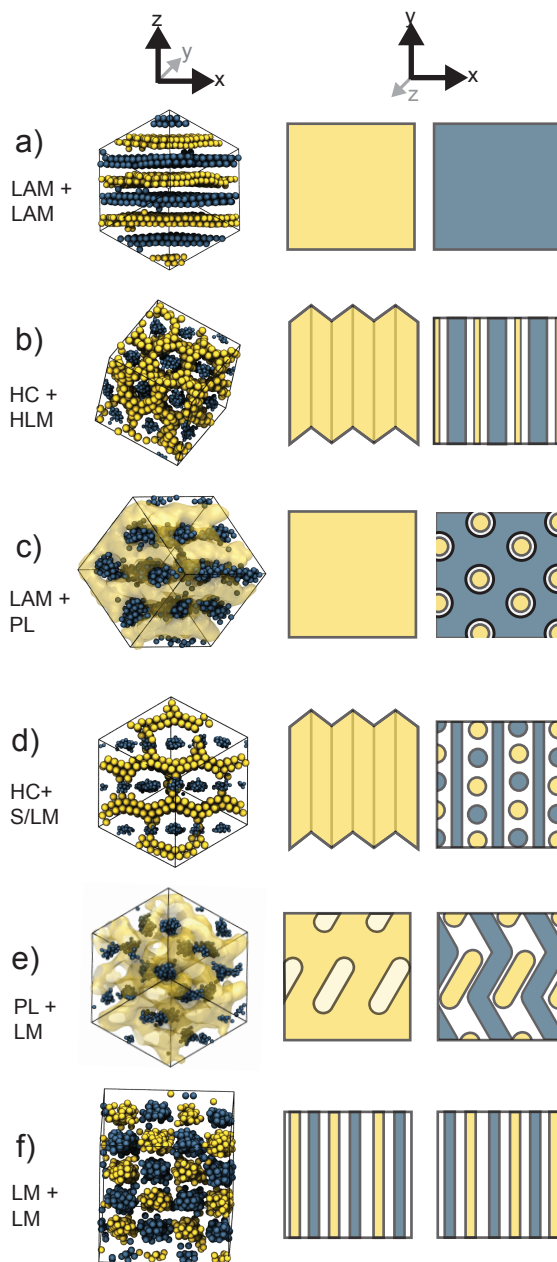 z
y
x
y
x
z
a)
LAM +
LAM
b)
HC +
HLM
c)
LAM +
PL
d)
HC+
S/LM
e)
PL +
LM
f)
LM +
LM